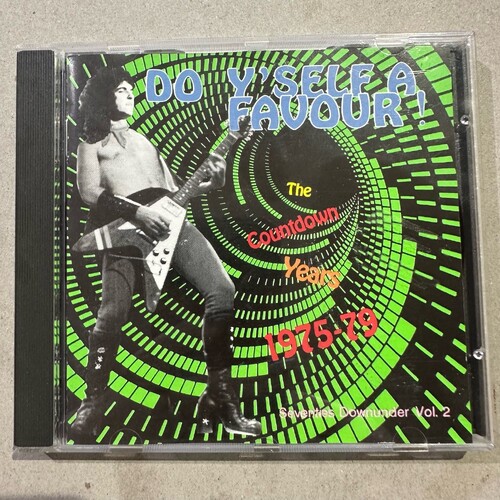 DO Y'SELF A
FAVOUR!
The
Countdown
Years
1975-79
Seventies Downunder Vol. 2